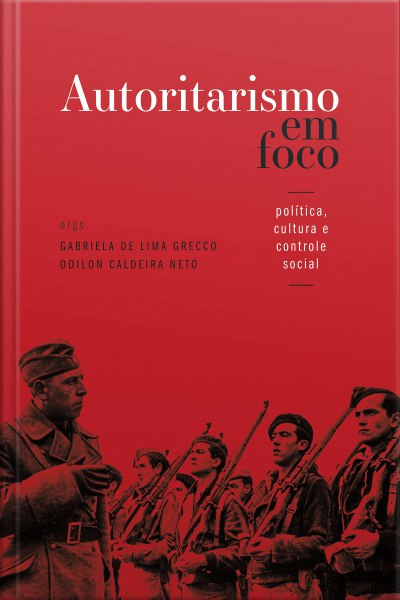 Autoritarismo
em
foco
política,
cultura e
controle
social
orgs.
GABRIELA DE LIMA GRECCO
ODILON CALDEIRA NETO